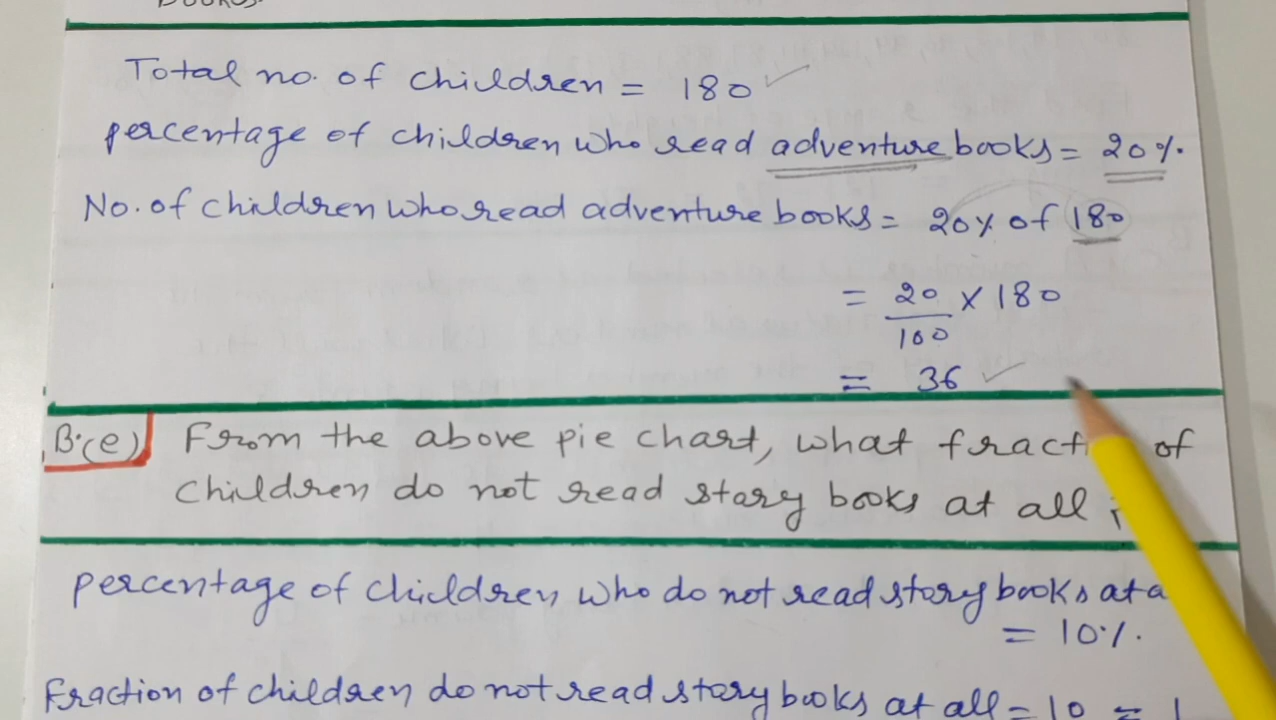 Total no. of children = 180 ✓
percentage of children who read adventure books = 20%.
No. of children who read adventure books = 20% of 180
= 20/100 × 180
= 36 ✓
B.(e) From the above pie chart, what fract of
children do not read story books at all
percentage of children who do not read story books at a
= 10%.
Fraction of children do not read story books at all = 10 = 1